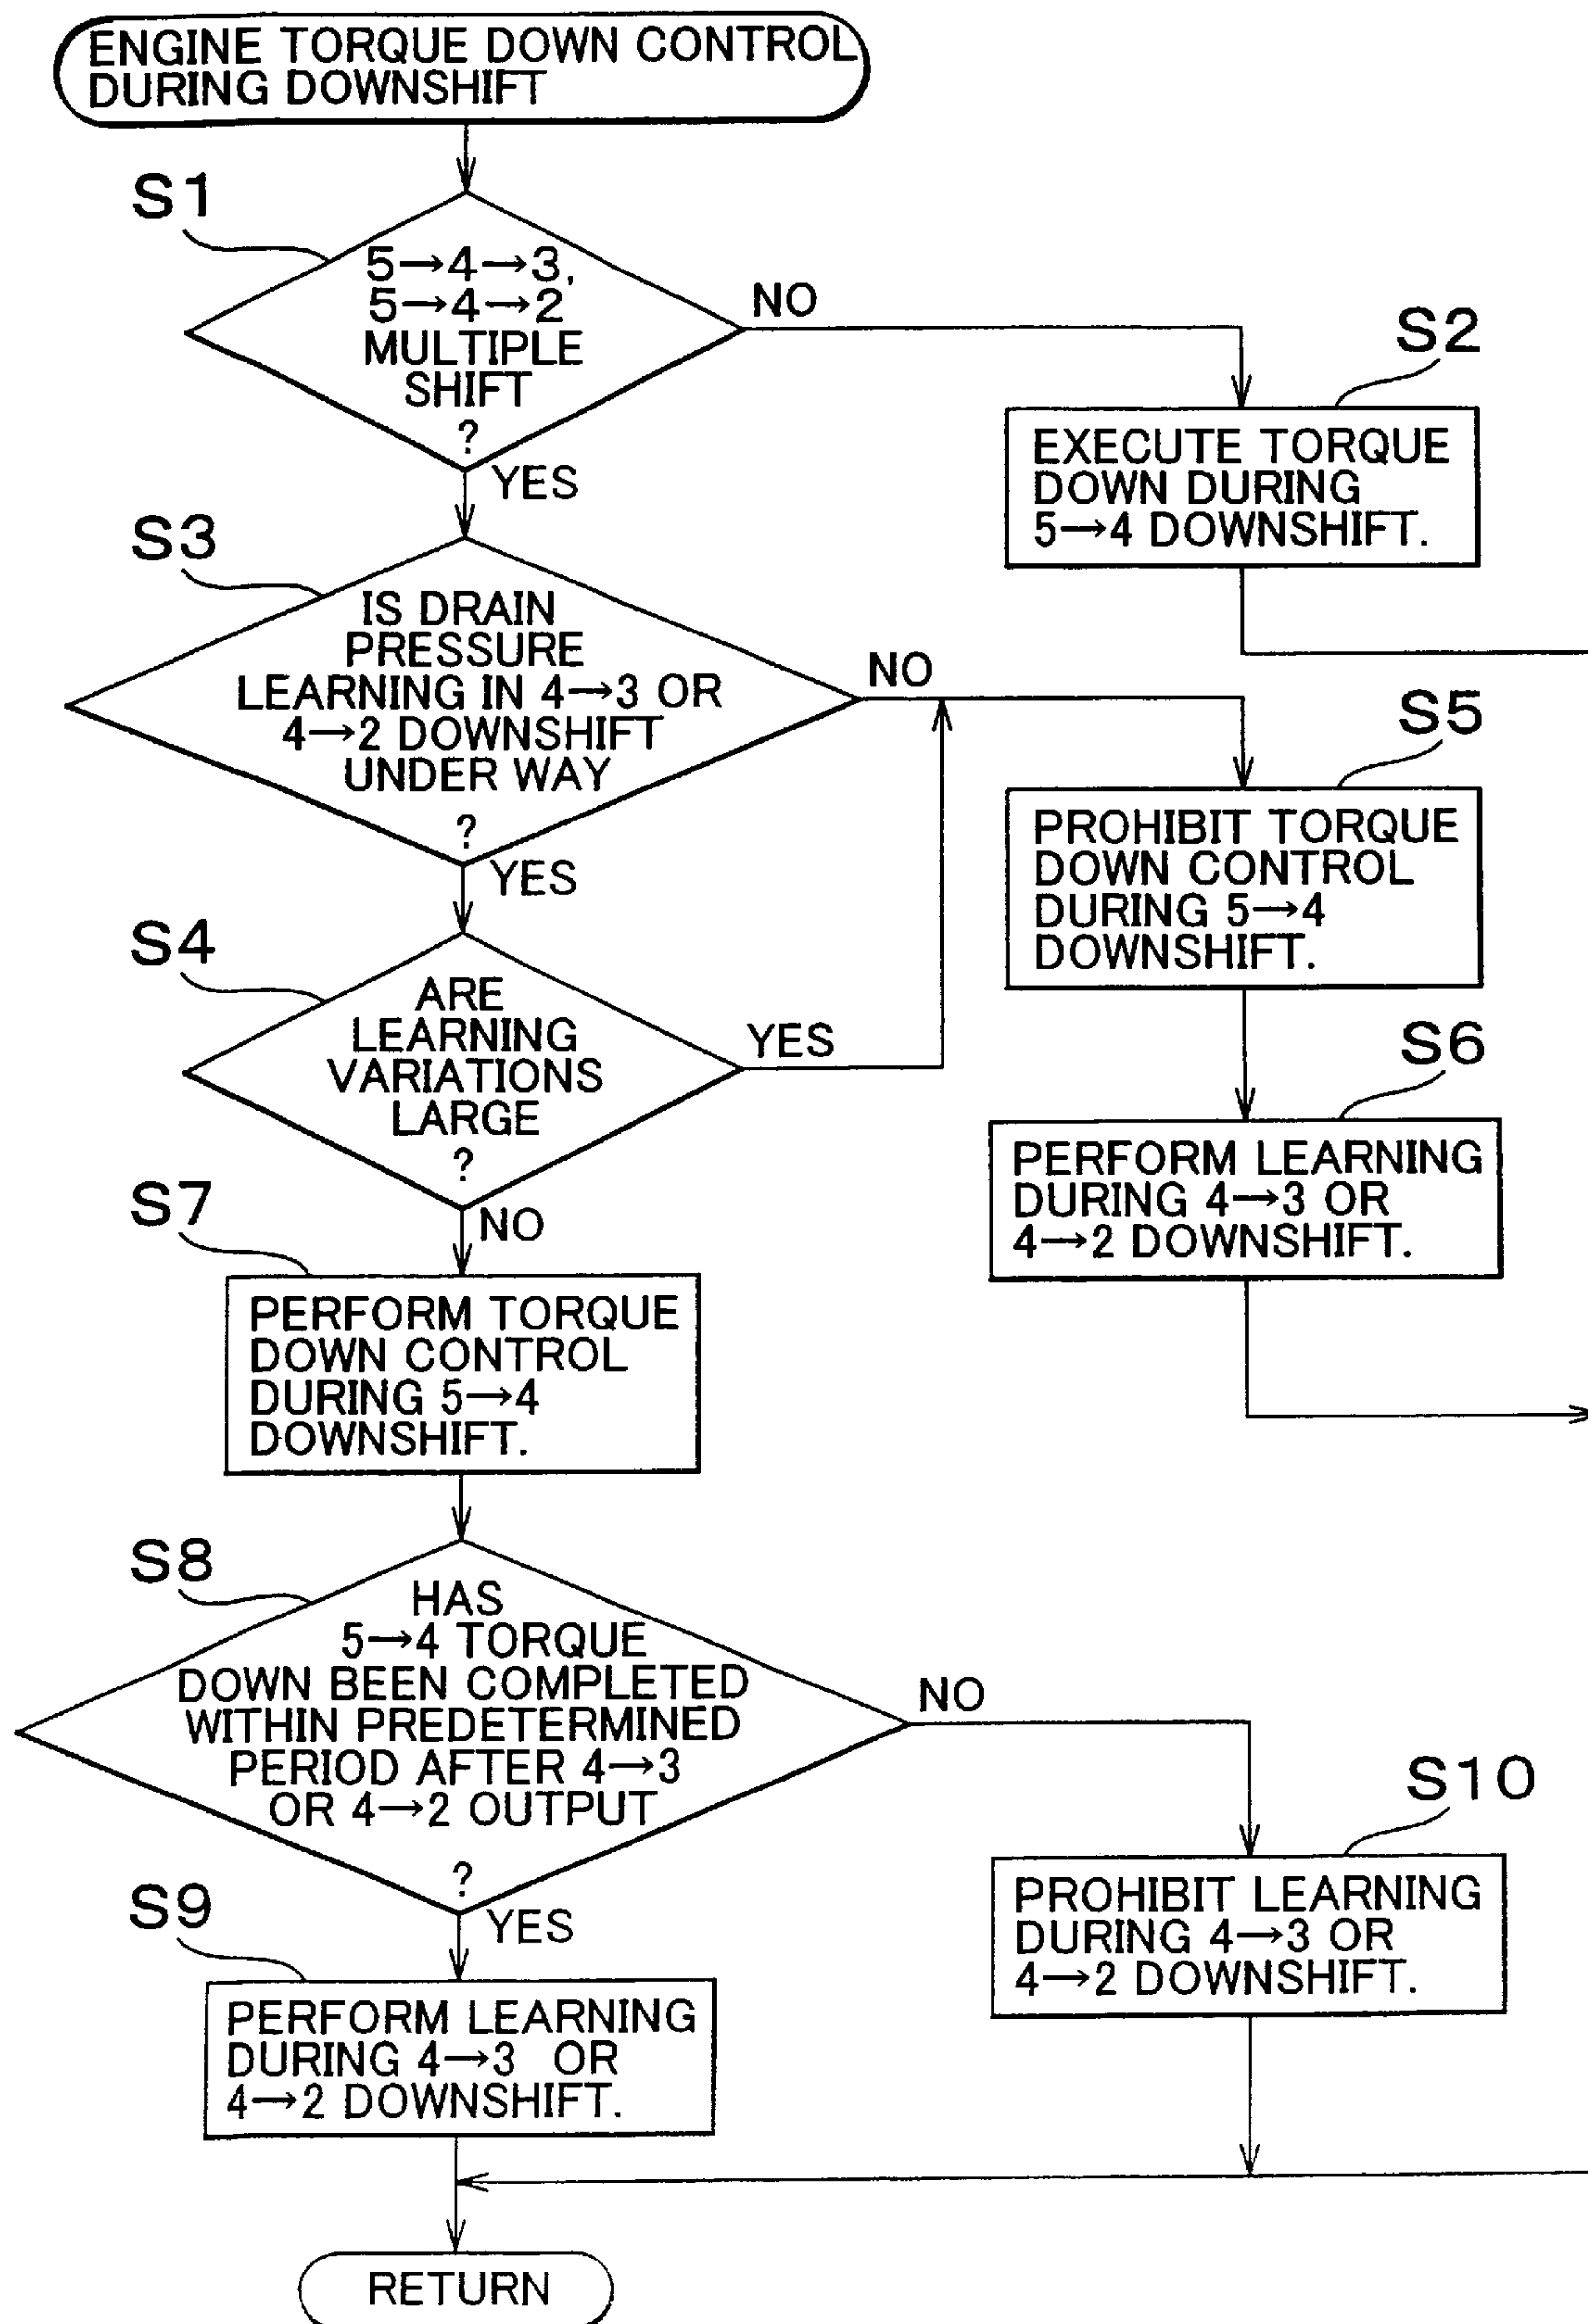 ENGINE TORQUE DOWN CONTROL
DURING DOWNSHIFT
S1
5→4→3,
5→4→2
MULTIPLE
SHIFT
?
NO
YES
S2
EXECUTE TORQUE
DOWN DURING
5→4 DOWNSHIFT.
S3
IS DRAIN
PRESSURE
LEARNING IN 4→3 OR
4→2 DOWNSHIFT
UNDER WAY
?
NO
YES
S4
ARE
LEARNING
VARIATIONS
LARGE
?
YES
NO
S5
PROHIBIT TORQUE
DOWN CONTROL
DURING 5→4
DOWNSHIFT.
S6
PERFORM LEARNING
DURING 4→3 OR
4→2 DOWNSHIFT.
S7
PERFORM TORQUE
DOWN CONTROL
DURING 5→4
DOWNSHIFT.
S8
HAS
5→4 TORQUE
DOWN BEEN COMPLETED
WITHIN PREDETERMINED
PERIOD AFTER 4→3
OR 4→2 OUTPUT
?
NO
YES
S9
PERFORM LEARNING
DURING 4→3 OR
4→2 DOWNSHIFT.
S10
PROHIBIT LEARNING
DURING 4→3 OR
4→2 DOWNSHIFT.
RETURN